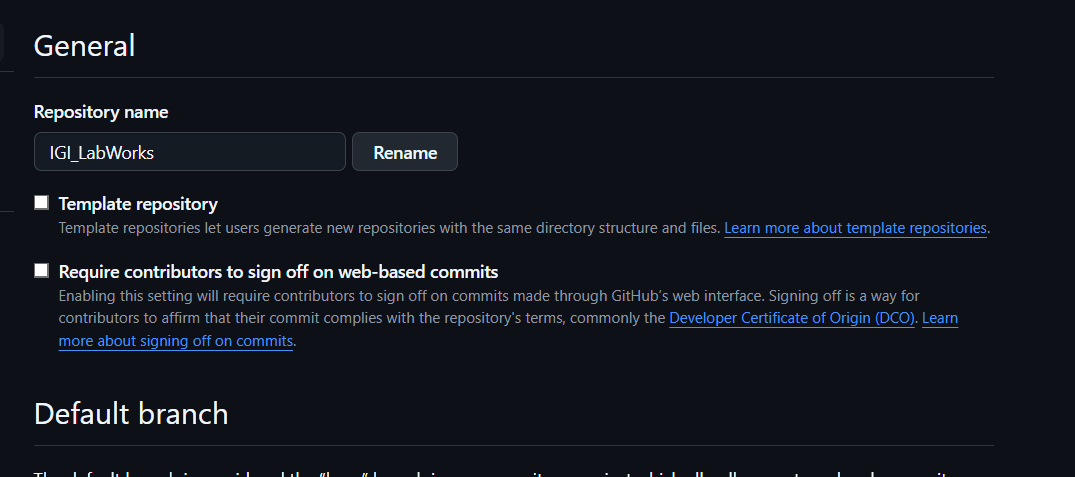 General
Repository name
IGI_LabWorks
Rename
Template repository
Template repositories let users generate new repositories with the same directory structure and files. Learn more about template repositories.
Require contributors to sign off on web-based commits
Enabling this setting will require contributors to sign off on commits made through GitHub's web interface. Signing off is a way for
contributors to affirm that their commit complies with the repository's terms, commonly the Developer Certificate of Origin (DCO). Learn
more about signing off on commits.
Default branch